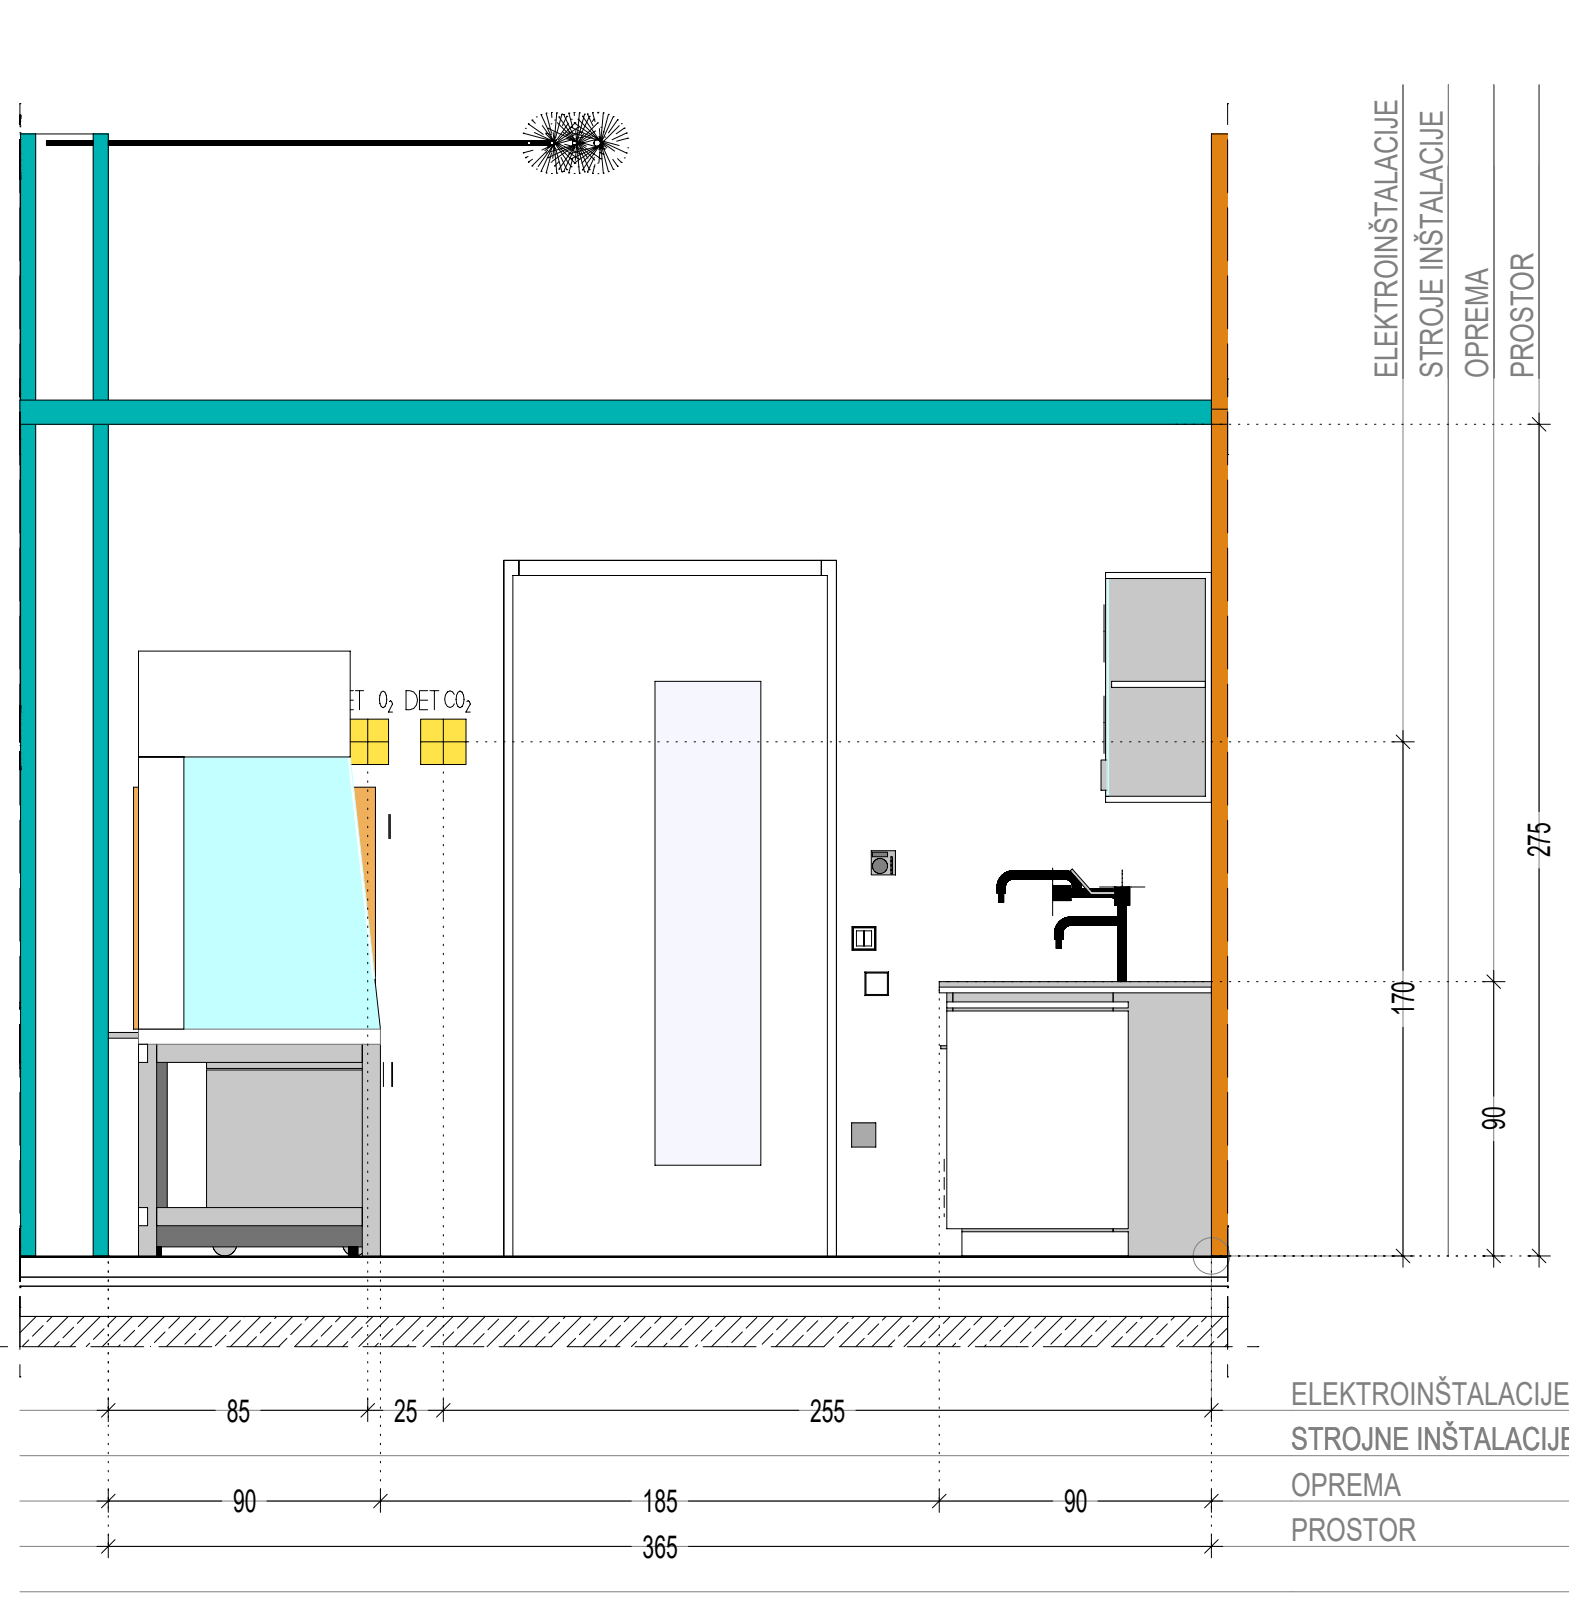 ELEKTROINŠTALACIJE
STROJE INŠTALACIJE
OPREMA
PROSTOR
ET O₂ DET CO₂
275
170
90
85 25 255
ELEKTROINŠTALACIJE
STROJNE INŠTALACIJE
90 185 90
OPREMA
365
PROSTOR